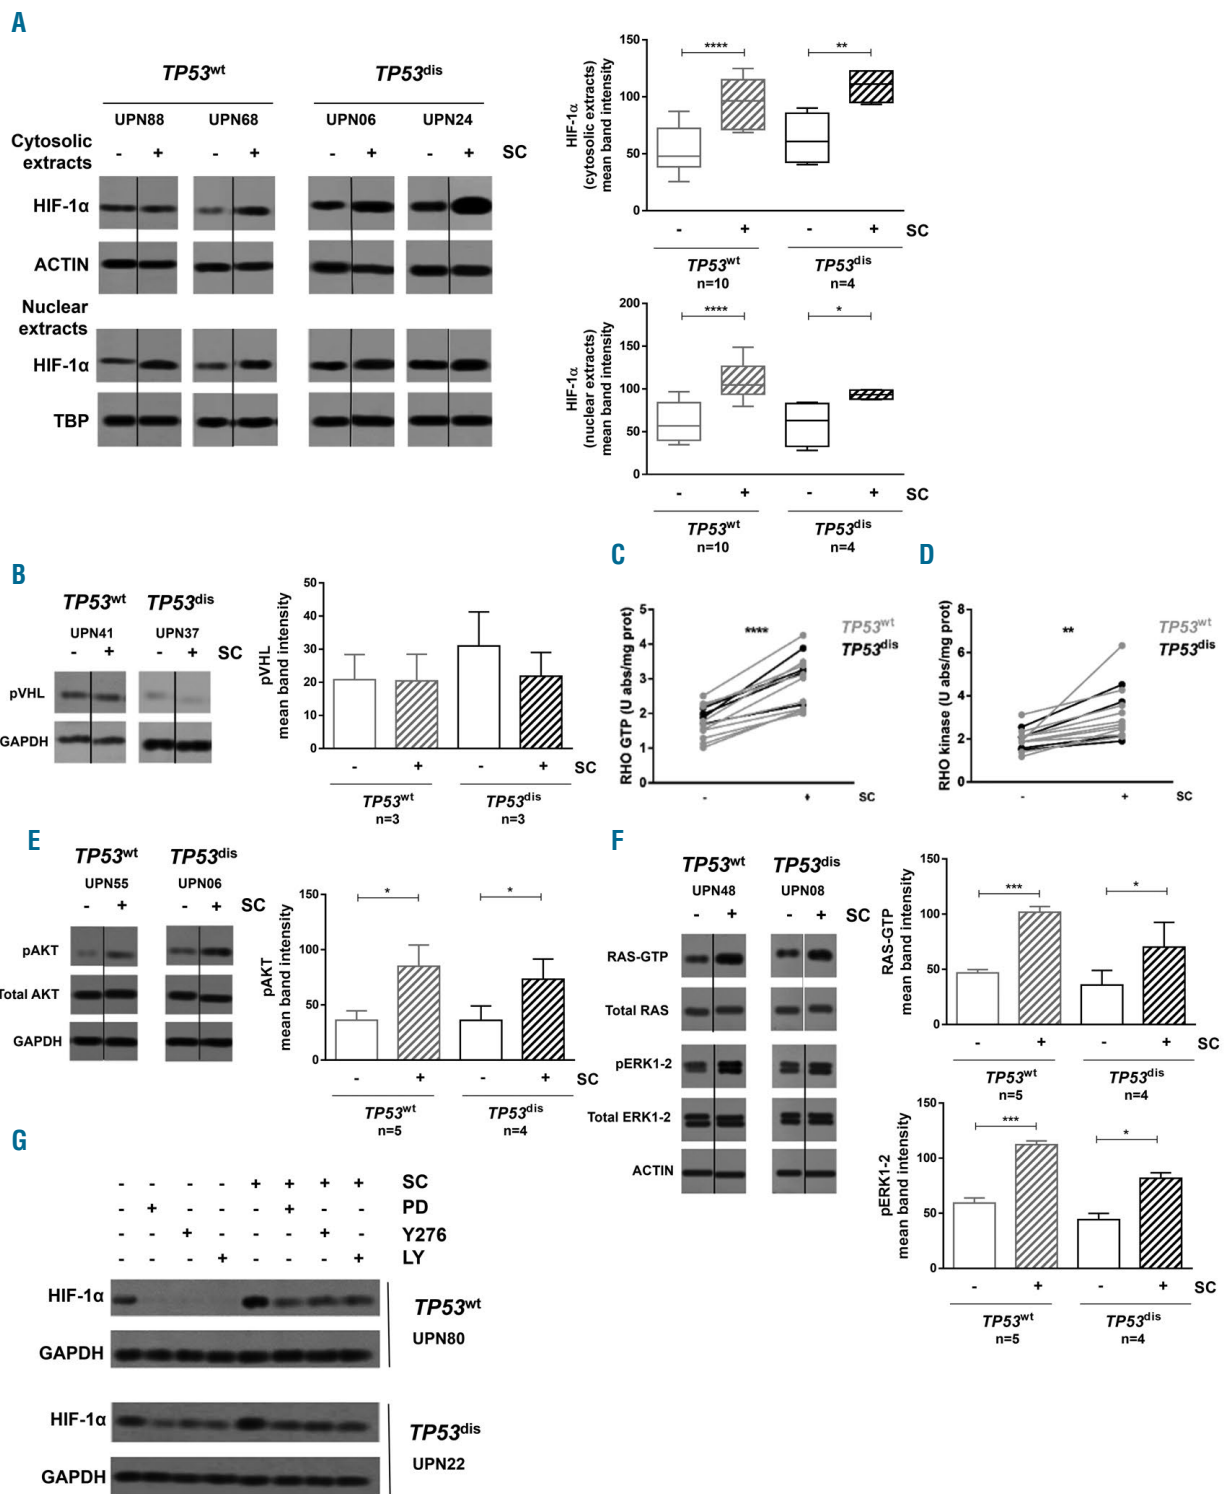 A
TP53wt TP53dis
UPN88 UPN68 UPN06 UPN24
Cytosolic extracts
- + - + - + - + SC
HIF-1α
ACTIN
Nuclear extracts
HIF-1α
TBP
HIF-1α
(cytosolic extracts)
mean band intensity
150
100
50
0
**** **
- + - + SC
TP53wt TP53dis
n=10 n=4
HIF-1α
(nuclear extracts)
mean band intensity
200
150
100
50
0
**** *
- + - + SC
TP53wt TP53dis
n=10 n=4
B
TP53wt TP53dis
UPN41 UPN37
- + - + SC
pVHL
GAPDH
pVHL
mean band intensity
50
40
30
20
10
0
- + - + SC
TP53wt TP53dis
n=3 n=3
C
RHO GTP (U abs/mg prot)
5
4
3
2
1
0
****
TP53wt
TP53dis
- + SC
D
RHO kinase (U abs/mg prot)
8
6
4
2
0
**
TP53wt
TP53dis
- + SC
E
TP53wt TP53dis
UPN55 UPN06
- + - + SC
pAKT
Total AKT
GAPDH
pAKT
mean band intensity
150
100
50
0
* *
- + - + SC
TP53wt TP53dis
n=5 n=4
F
TP53wt TP53dis
UPN48 UPN08
- + - + SC
RAS-GTP
Total RAS
pERK1-2
Total ERK1-2
ACTIN
RAS-GTP
mean band intensity
150
100
50
0
*** *
- + - + SC
TP53wt TP53dis
n=5 n=4
pERK1-2
mean band intensity
150
100
50
0
*** *
- + - + SC
TP53wt TP53dis
n=5 n=4
G
- - - - + + + + SC
- + - - - + - - PD
- - + - - - + - Y276
- - - + - - - + LY
HIF-1α
GAPDH
TP53wt
UPN80
HIF-1α
GAPDH
TP53dis
UPN22